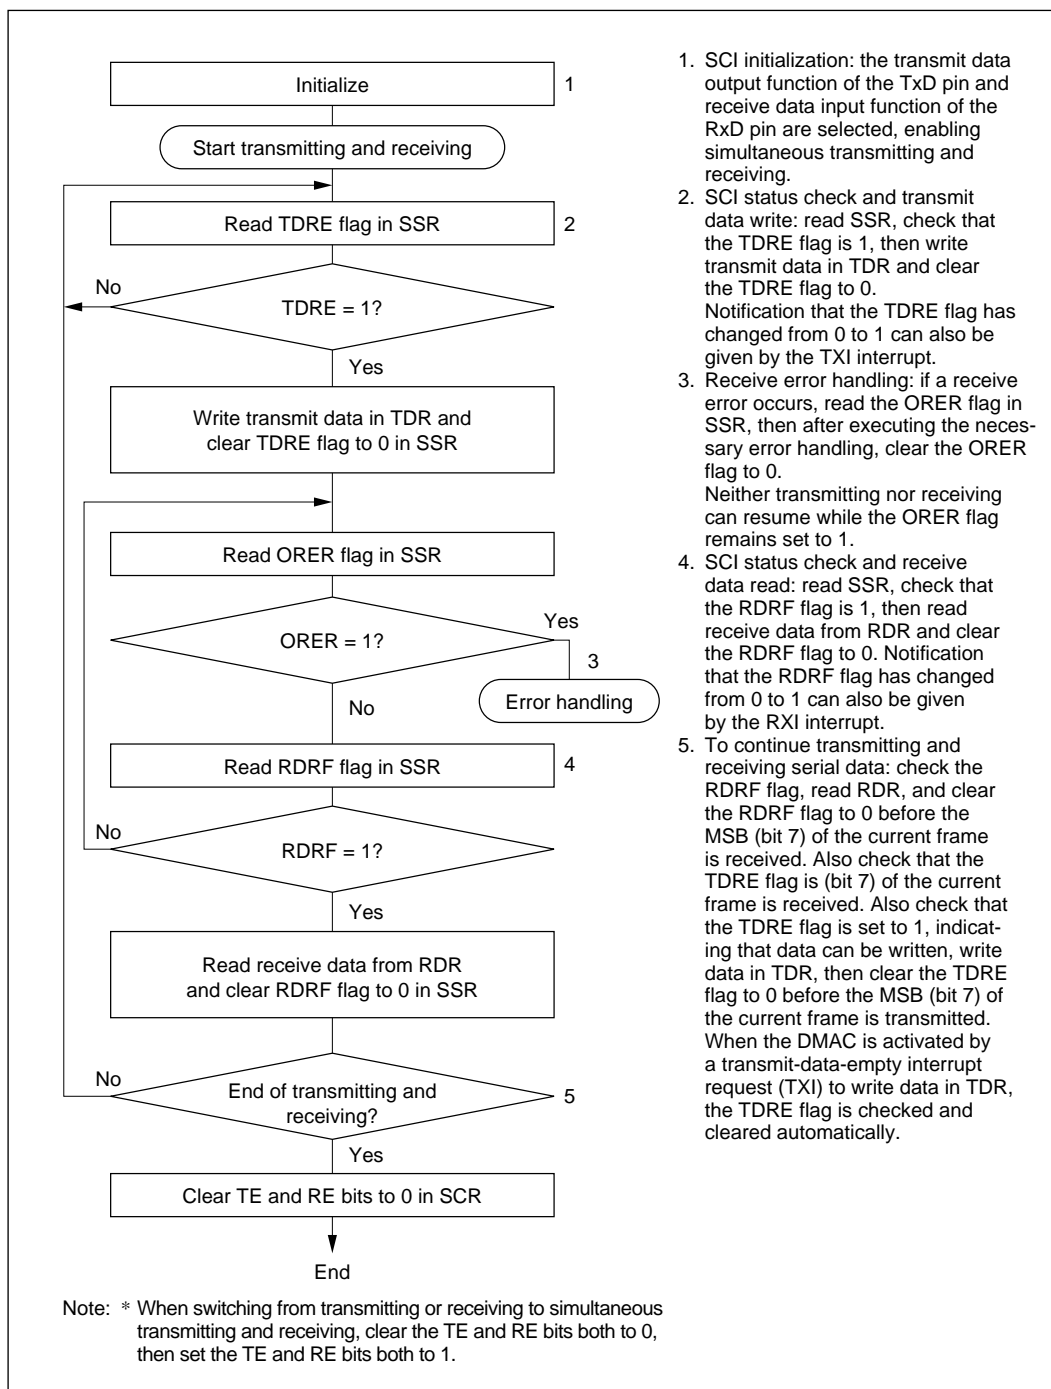 Initialize
1
Start transmitting and receiving
Read TDRE flag in SSR
2
No
TDRE = 1?
Yes
Write transmit data in TDR and
clear TDRE flag to 0 in SSR
Read ORER flag in SSR
Yes
ORER = 1?
3
Error handling
No
Read RDRF flag in SSR
4
No
RDRF = 1?
Yes
Read receive data from RDR
and clear RDRF flag to 0 in SSR
No
End of transmitting and
receiving?
5
Yes
Clear TE and RE bits to 0 in SCR
End
1. SCI initialization: the transmit data
output function of the TxD pin and
receive data input function of the
RxD pin are selected, enabling
simultaneous transmitting and
receiving.
2. SCI status check and transmit
data write: read SSR, check that
the TDRE flag is 1, then write
transmit data in TDR and clear
the TDRE flag to 0.
Notification that the TDRE flag has
changed from 0 to 1 can also be
given by the TXI interrupt.
3. Receive error handling: if a receive
error occurs, read the ORER flag in
SSR, then after executing the neces-
sary error handling, clear the ORER
flag to 0.
Neither transmitting nor receiving
can resume while the ORER flag
remains set to 1.
4. SCI status check and receive
data read: read SSR, check that
the RDRF flag is 1, then read
receive data from RDR and clear
the RDRF flag to 0. Notification
that the RDRF flag has changed
from 0 to 1 can also be given
by the RXI interrupt.
5. To continue transmitting and
receiving serial data: check the
RDRF flag, read RDR, and clear
the RDRF flag to 0 before the
MSB (bit 7) of the current frame
is received. Also check that the
TDRE flag is (bit 7) of the current
frame is received. Also check that
the TDRE flag is set to 1, indicat-
ing that data can be written, write
data in TDR, then clear the TDRE
flag to 0 before the MSB (bit 7) of
the current frame is transmitted.
When the DMAC is activated by
a transmit-data-empty interrupt
request (TXI) to write data in TDR,
the TDRE flag is checked and
cleared automatically.
Note: * When switching from transmitting or receiving to simultaneous
transmitting and receiving, clear the TE and RE bits both to 0,
then set the TE and RE bits both to 1.